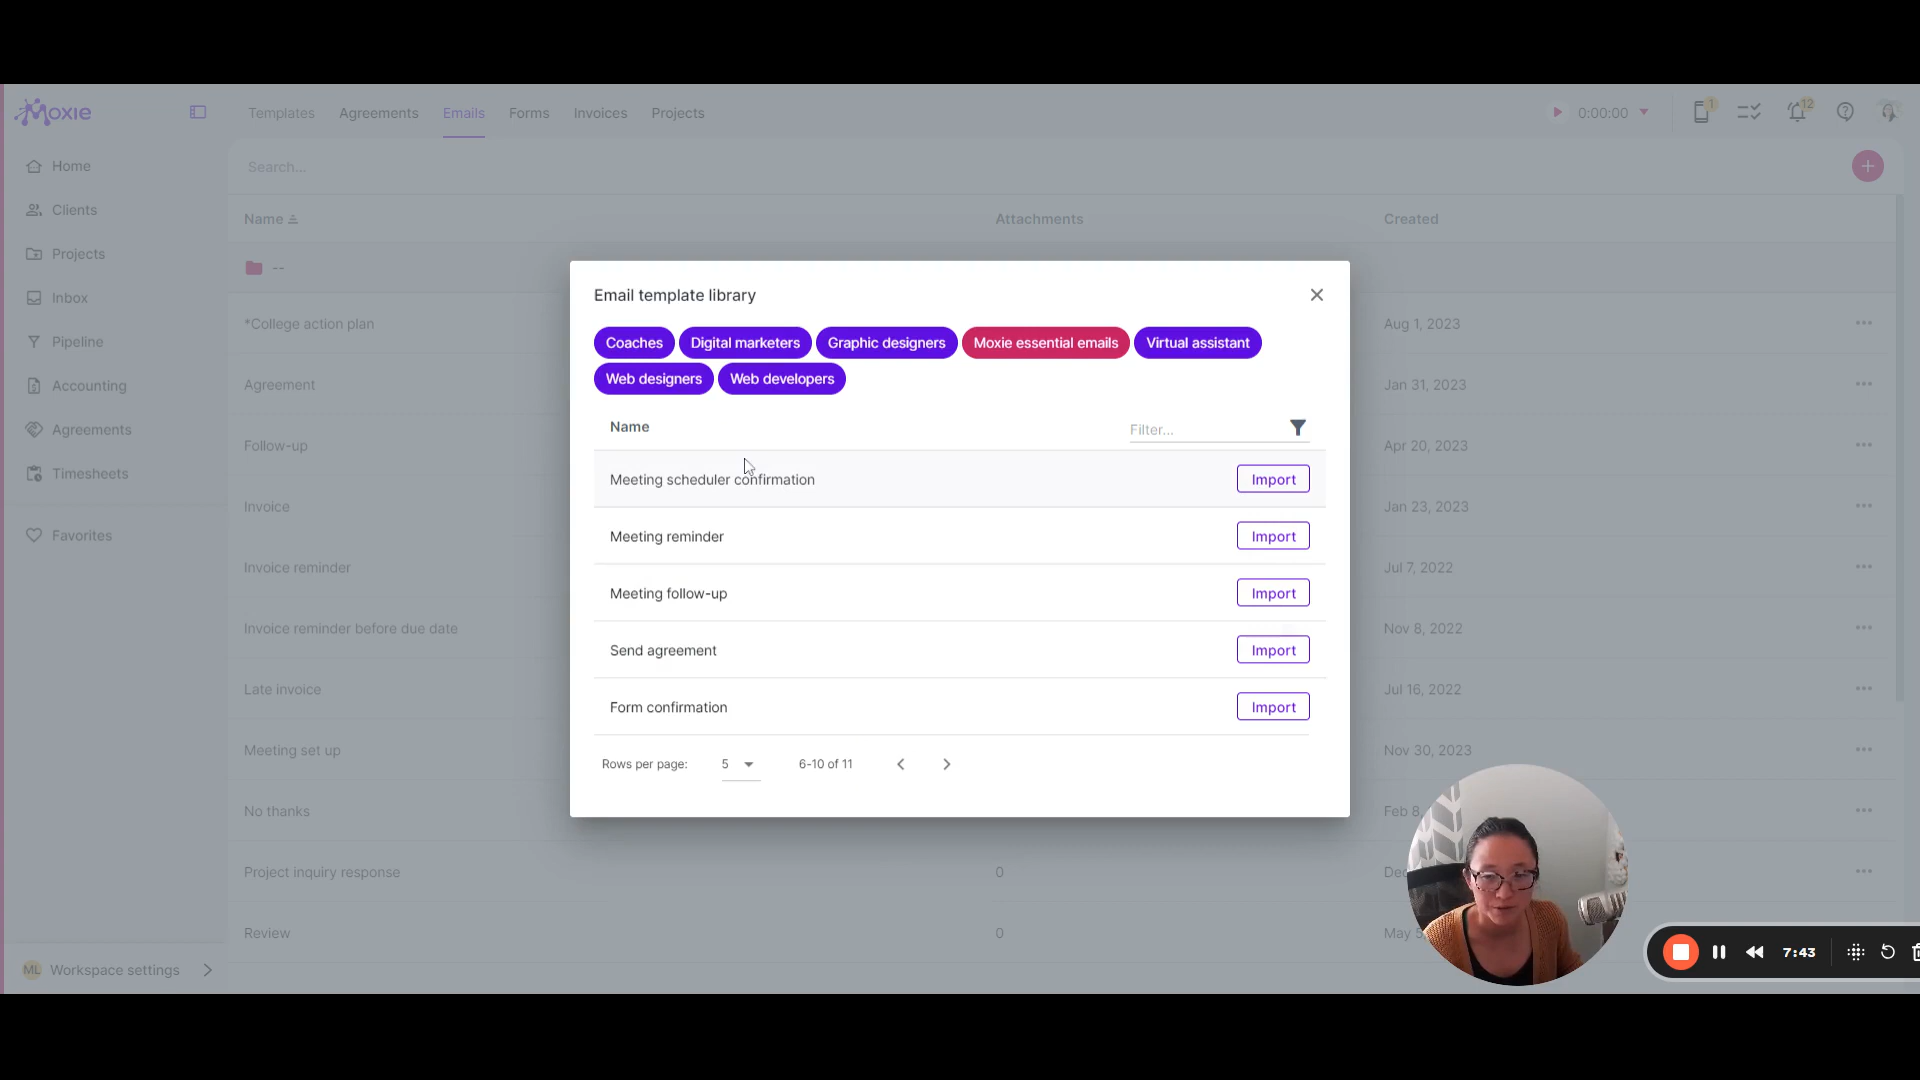 Moxie
Templates Agreements Emails Forms Invoices Projects
0:00:00 1 12
Home
Clients
Projects
Inbox
Pipeline
Accounting
Agreements
Timesheets
Favorites
ML Workspace settings
Search...
Name Attachments Created
--
*College action plan Aug 1, 2023
Agreement Jan 31, 2023
Follow-up Apr 20, 2023
Invoice Jan 23, 2023
Invoice reminder Jul 7, 2022
Invoice reminder before due date Nov 8, 2022
Late invoice Jul 16, 2022
Meeting set up Nov 30, 2023
No thanks Feb 8,
Project inquiry response 0 Dec
Review 0 May 5,
Email template library
Coaches Digital marketers Graphic designers Moxie essential emails Virtual assistant
Web designers Web developers
Name Filter...
Meeting scheduler confirmation Import
Meeting reminder Import
Meeting follow-up Import
Send agreement Import
Form confirmation Import
Rows per page: 5 6-10 of 11
7:43